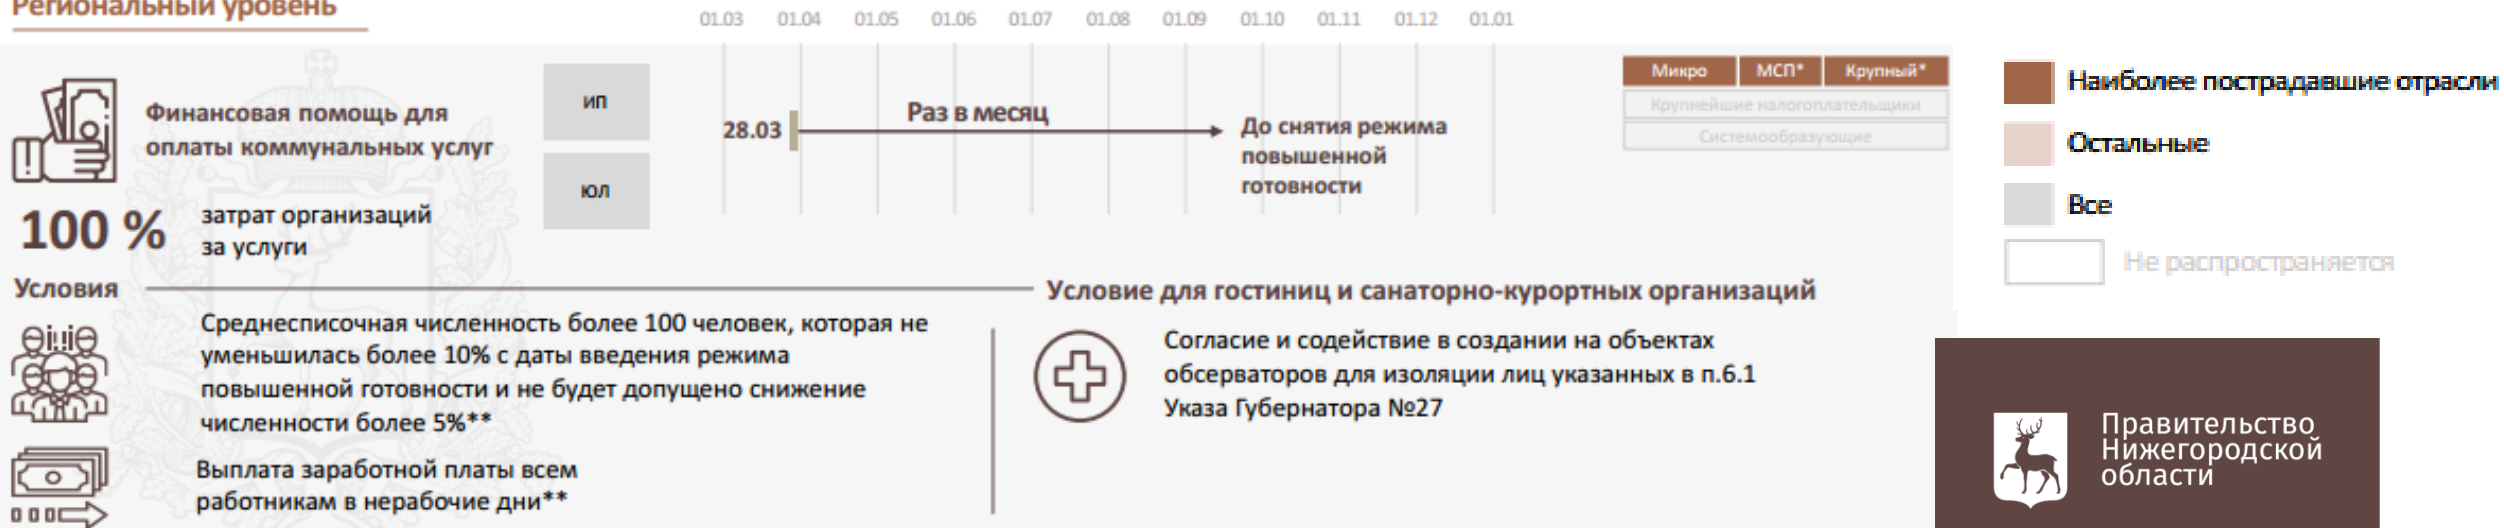 Региональный уровень
01.03 01.04 01.05 01.06 01.07 01.08 01.09 01.10 01.11 01.12 01.01
Финансовая помощь для
оплаты коммунальных услуг
100 %
затрат организаций
за услуги
ИП
ЮЛ
28.03
Раз в месяц
До снятия режима
повышенной
готовности
Микро МСП* Крупный*
Крупнейшие налогоплательщики
Системообразующие
Наиболее пострадавшие отрасли
Остальные
Все
Не распространяется
Условия
Среднесписочная численность более 100 человек, которая не
уменьшилась более 10% с даты введения режима
повышенной готовности и не будет допущено снижение
численности более 5%**
Выплата заработной платы всем
работникам в нерабочие дни**
Условие для гостиниц и санаторно-курортных организаций
Согласие и содействие в создании на объектах
обсерваторов для изоляции лиц указанных в п.6.1
Указа Губернатора №27
Правительство
Нижегородской
области